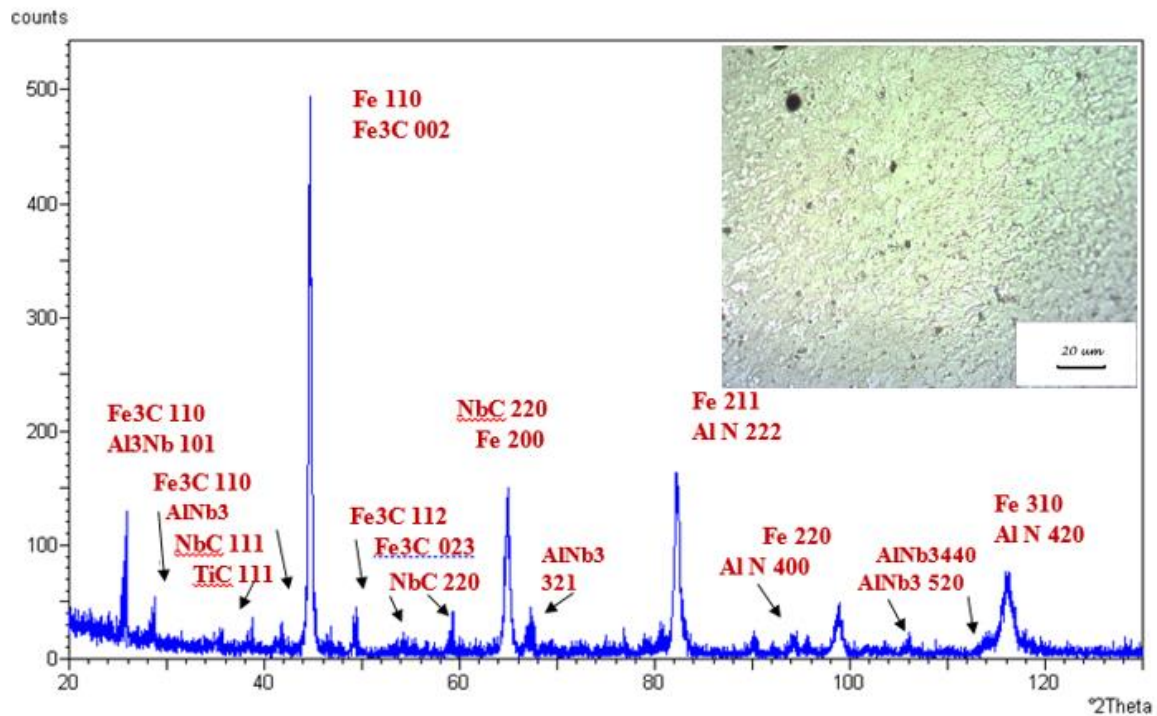 counts
500
400
300
200
100
0
20
40
60
80
100
120
°2Theta
Fe 110
Fe3C 002
20 um
Fe3C 110
Al3Nb 101
Fe3C 110
AlNb3
NbC 111
TiC 111
Fe3C 112
Fe3C 023
NbC 220
NbC 220
Fe 200
AlNb3
321
Fe 211
Al N 222
Fe 220
Al N 400
AlNb3440
AlNb3 520
Fe 310
Al N 420